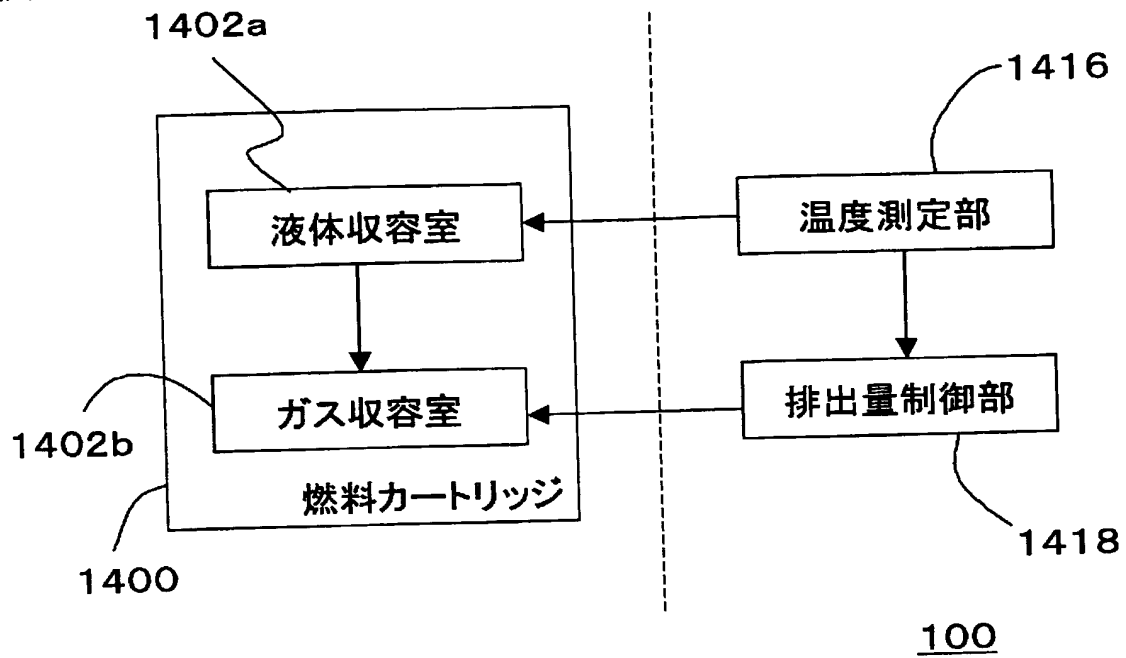 1402a
1416
液体収容室
温度測定部
ガス収容室
排出量制御部
1402b
燃料カートリッジ
1418
1400
100